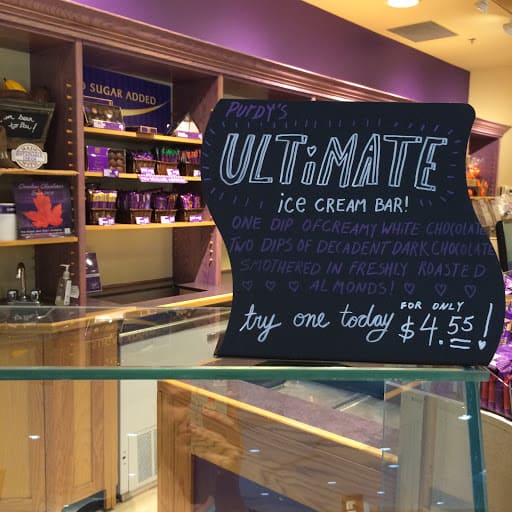 SUGAR ADDED
PURDY'S
ULTiMATE
iCE CREAM BAR!
ONE DIP OF CREAMY WHITE CHOCOLATE
TWO DIPS OF DECADENT DARK CHOCOLATE
SMOTHERED IN FRESHLY ROASTED
ALMONDS!
try one today FOR ONLY
$4.55!